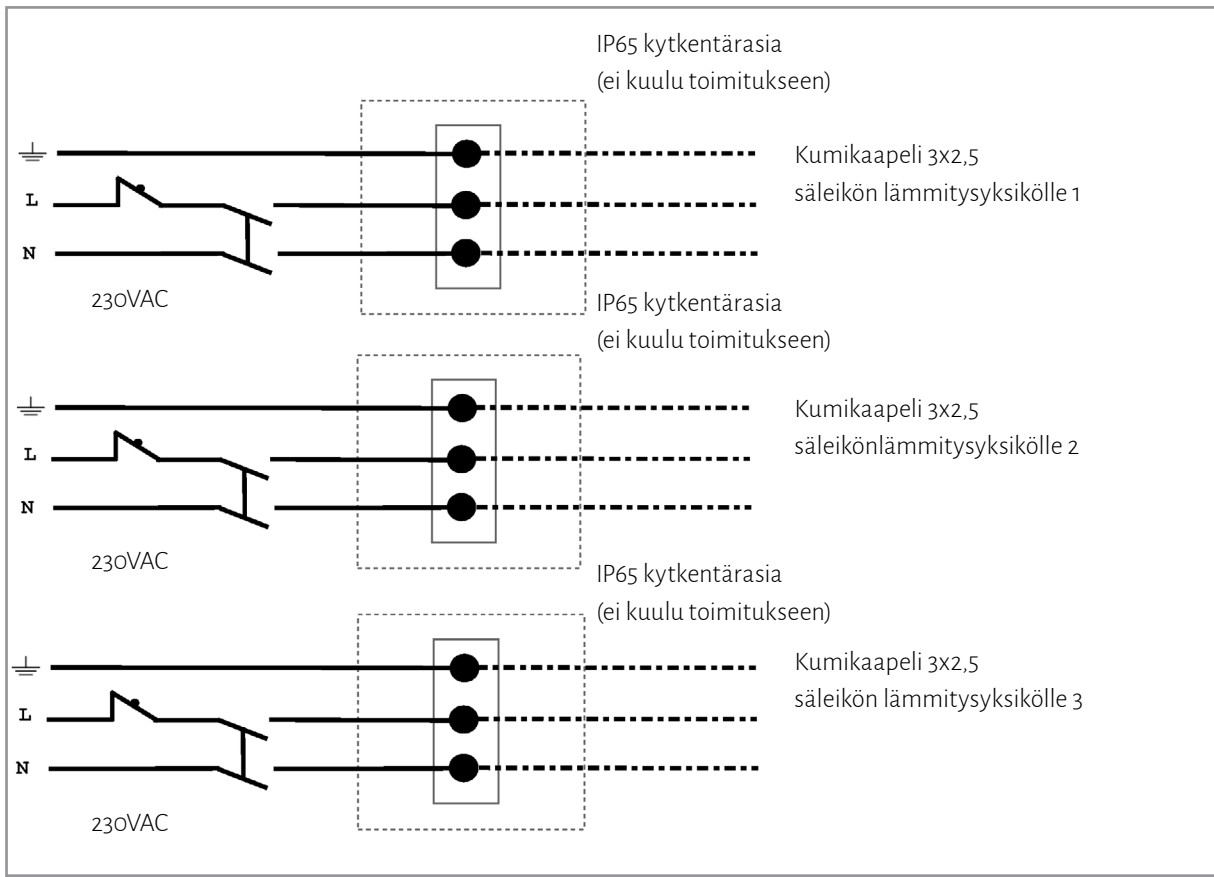 IP65 kytkentärasia
(ei kuulu toimitukseen)
Kumikaapeli 3x2,5
säleikön lämmitysyksikölle 1
L
N
230VAC
IP65 kytkentärasia
(ei kuulu toimitukseen)
Kumikaapeli 3x2,5
säleikönlämmitysyksikölle 2
L
N
230VAC
IP65 kytkentärasia
(ei kuulu toimitukseen)
Kumikaapeli 3x2,5
säleikön lämmitysyksikölle 3
L
N
230VAC